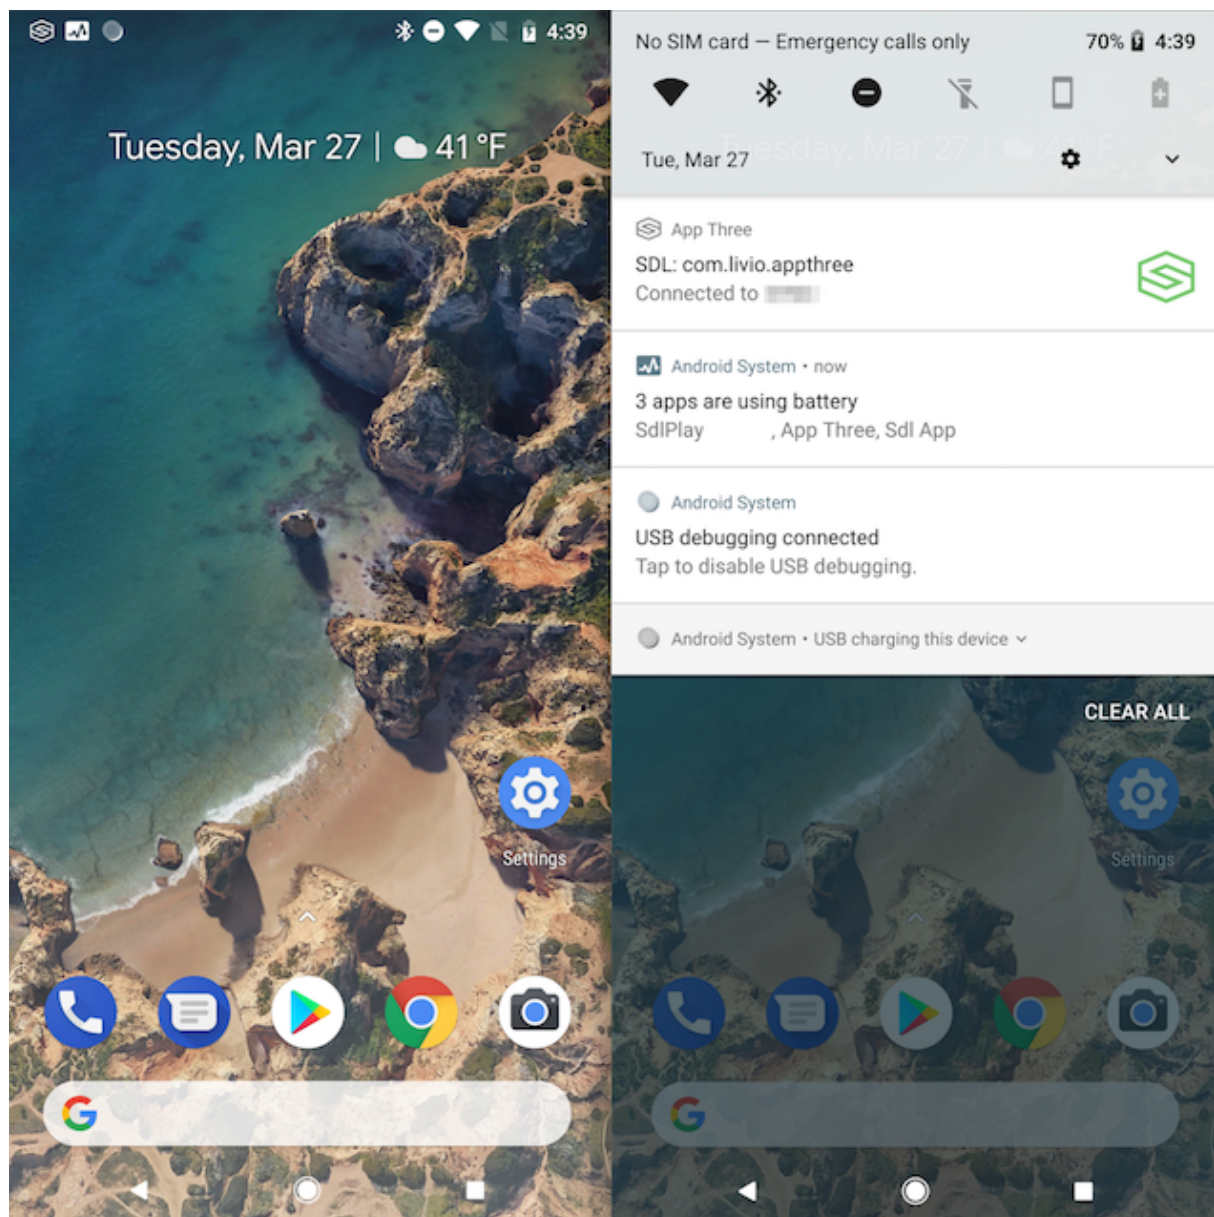 4:39
Tuesday, Mar 27 | 41 °F
Settings
No SIM card — Emergency calls only 70% 4:39
Tue, Mar 27
App Three
SDL: com.livio.appthree
Connected to
Android System • now
3 apps are using battery
SdlPlay , App Three, Sdl App
Android System
USB debugging connected
Tap to disable USB debugging.
Android System • USB charging this device
CLEAR ALL
Settings